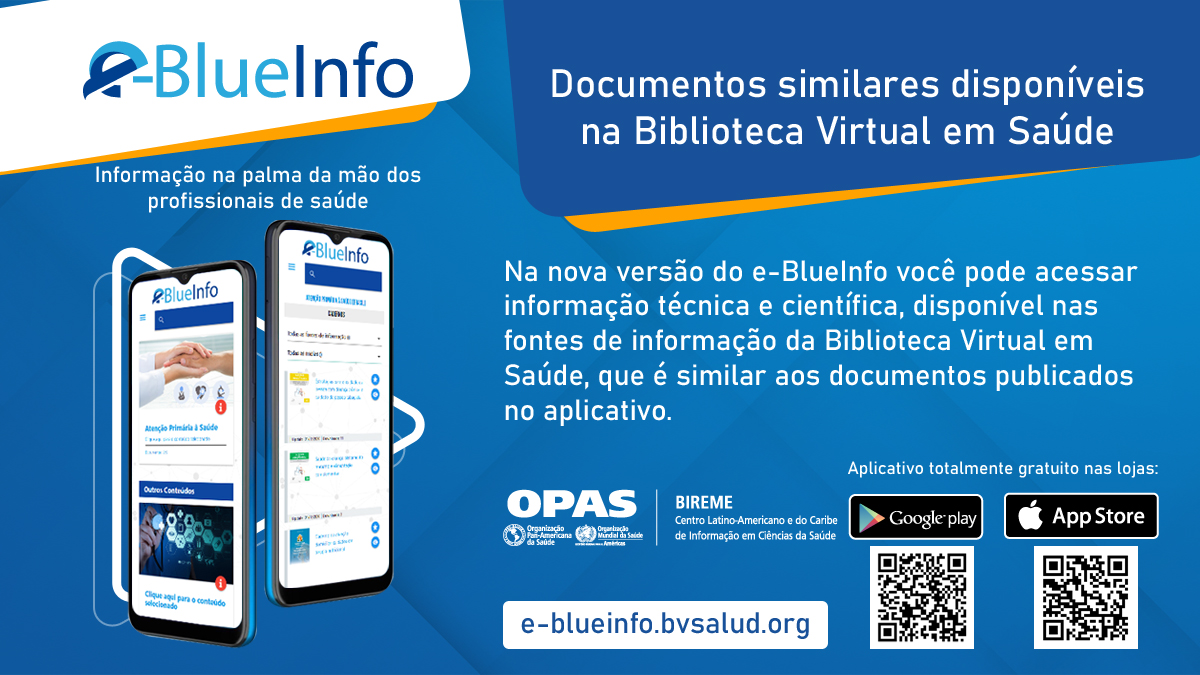 e-BlueInfo
Informação na palma da mão dos
profissionais de saúde
Documentos similares disponíveis
na Biblioteca Virtual em Saúde
e-BlueInfo
Atenção Primária à Saúde
Outros Conteúdos
Clique aqui para o conteúdo
selecionado
e-BlueInfo
Na nova versão do e-BlueInfo você pode acessar
informação técnica e científica, disponível nas
fontes de informação da Biblioteca Virtual em
Saúde, que é similar aos documentos publicados
no aplicativo.
Aplicativo totalmente gratuito nas lojas:
OPAS
Organização
Pan-Americana
da Saúde
Organização
Mundial da Saúde
Américas
BIREME
Centro Latino-Americano e do Caribe
de Informação em Ciências da Saúde
Google play
App Store
e-blueinfo.bvsalud.org